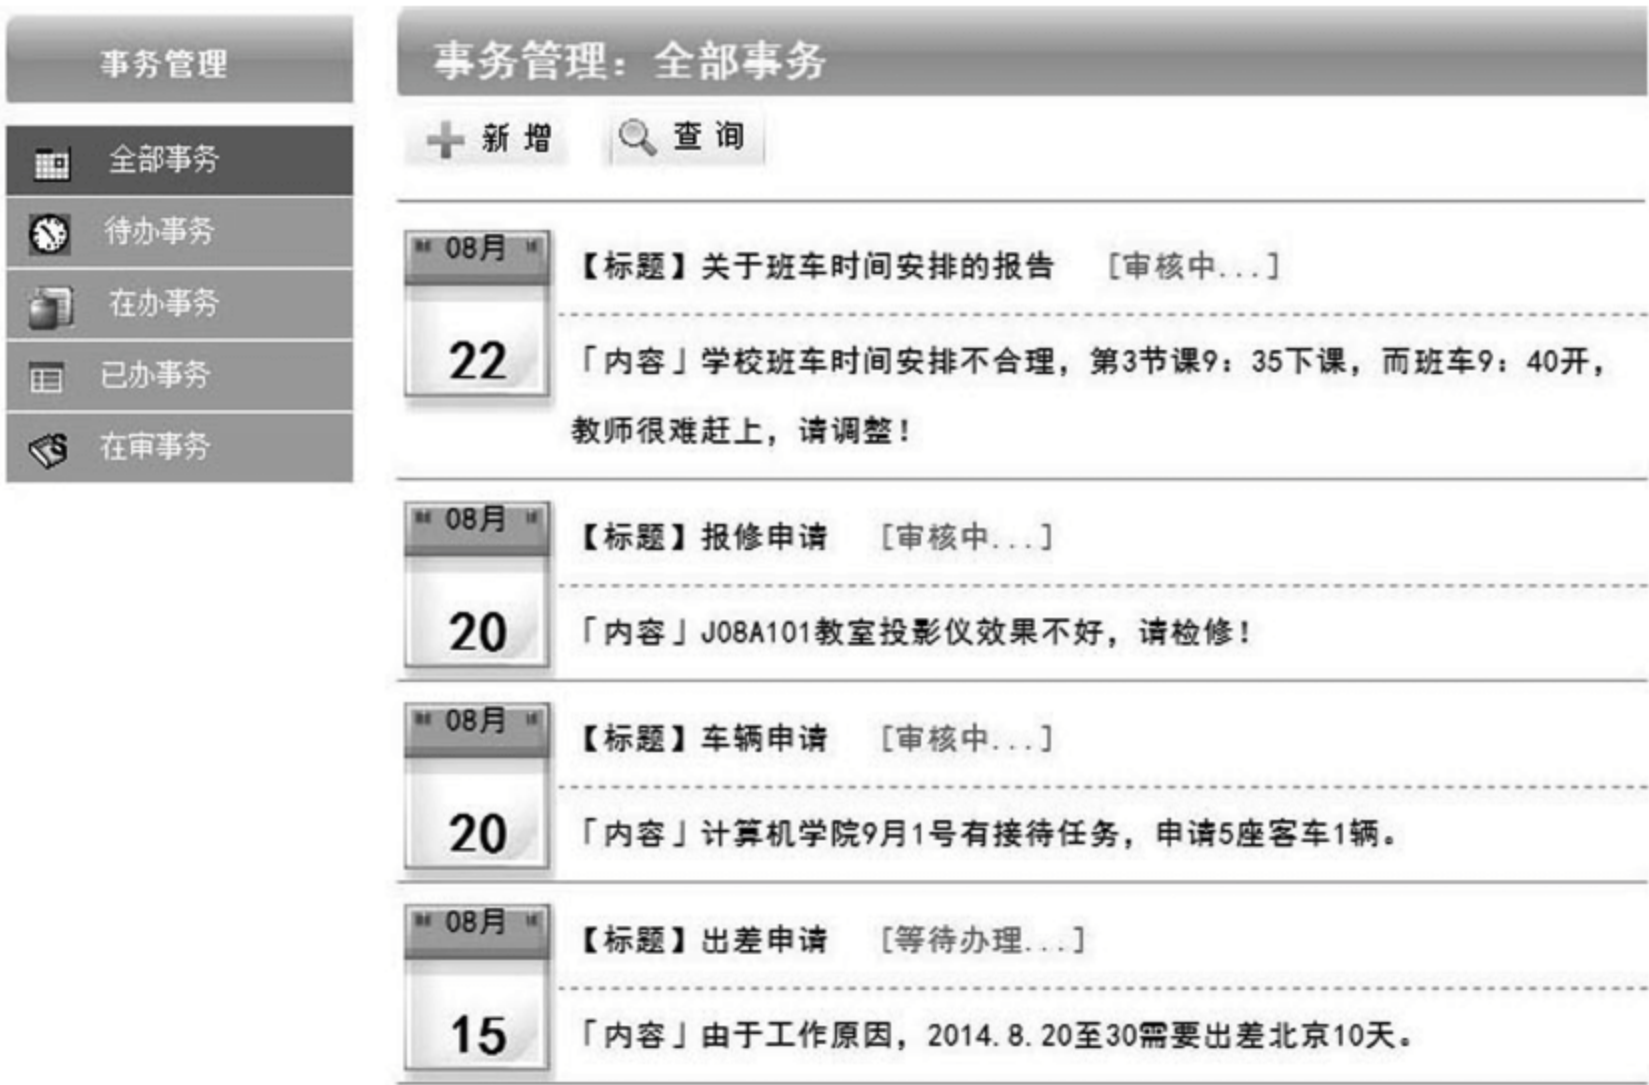 事务管理
全部事务
待办事务
在办事务
已办事务
在审事务
事务管理：全部事务
新增 查询
08月
22
【标题】关于班车时间安排的报告 [审核中...]
「内容」学校班车时间安排不合理，第3节课9：35下课，而班车9：40开，
教师很难赶上，请调整！
08月
20
【标题】报修申请 [审核中...]
「内容」J08A101教室投影仪效果不好，请检修！
08月
20
【标题】车辆申请 [审核中...]
「内容」计算机学院9月1号有接待任务，申请5座客车1辆。
08月
15
【标题】出差申请 [等待办理...]
「内容」由于工作原因，2014.8.20至30需要出差北京10天。